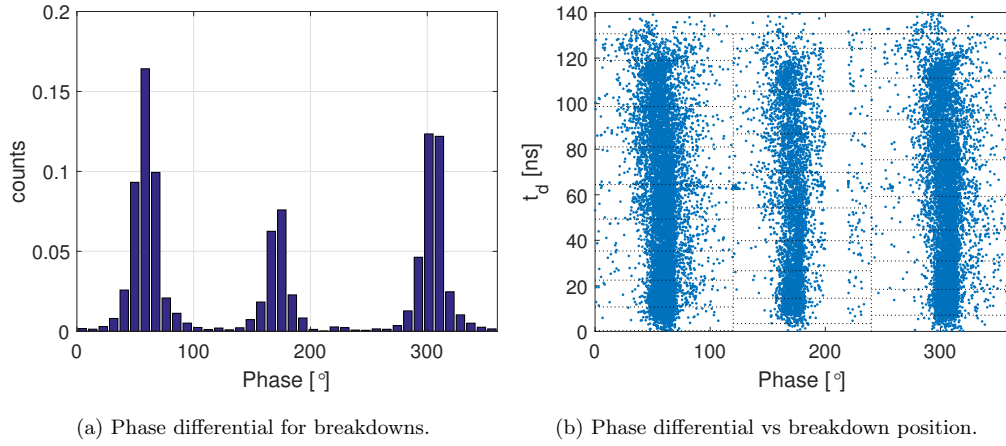 0.2
0.15
0.1
0.05
0
counts
0 100 200 300
Phase [°]
(a) Phase differential for breakdowns.
140
120
100
80
60
40
20
0
t_d [ns]
0 100 200 300
Phase [°]
(b) Phase differential vs breakdown position.